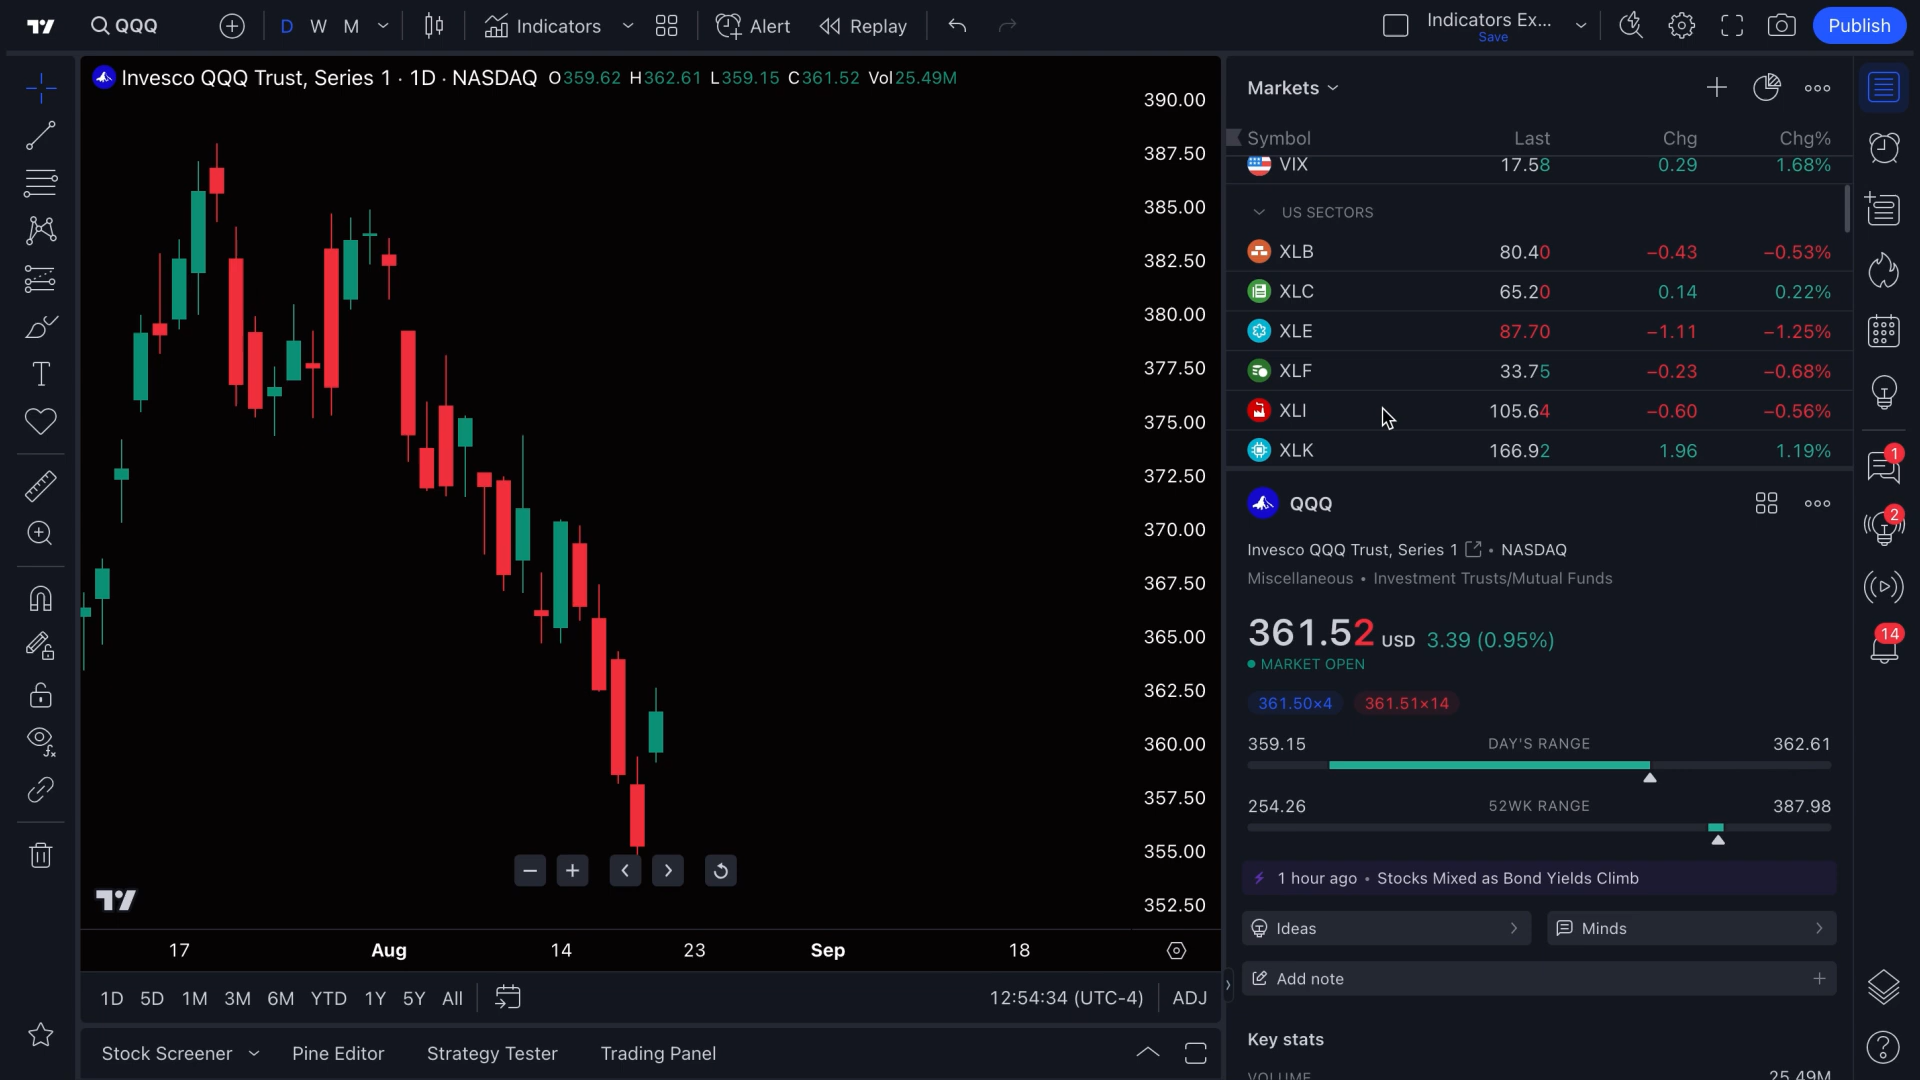 QQQ
D W M
Indicators
Alert
Replay
Indicators Ex...
Save
Publish
Invesco QQQ Trust, Series 1 · 1D · NASDAQ O359.62 H362.61 L359.15 C361.52 Vol25.49M
390.00
387.50
385.00
382.50
380.00
377.50
375.00
372.50
370.00
367.50
365.00
362.50
360.00
357.50
355.00
352.50
17 Aug 14 23 Sep 18
1D 5D 1M 3M 6M YTD 1Y 5Y All
12:54:34 (UTC-4) ADJ
Stock Screener Pine Editor Strategy Tester Trading Panel
Markets
Symbol Last Chg Chg%
VIX 17.58 0.29 1.68%
US SECTORS
XLB 80.40 −0.43 −0.53%
XLC 65.20 0.14 0.22%
XLE 87.70 −1.11 −1.25%
XLF 33.75 −0.23 −0.68%
XLI 105.64 −0.60 −0.56%
XLK 166.92 1.96 1.19%
QQQ
Invesco QQQ Trust, Series 1 • NASDAQ
Miscellaneous • Investment Trusts/Mutual Funds
361.52 USD 3.39 (0.95%)
MARKET OPEN
361.50×4 361.51×14
359.15 DAY'S RANGE 362.61
254.26 52WK RANGE 387.98
1 hour ago • Stocks Mixed as Bond Yields Climb
Ideas
Minds
Add note
Key stats
VOLUME 25.49M
1
2
14